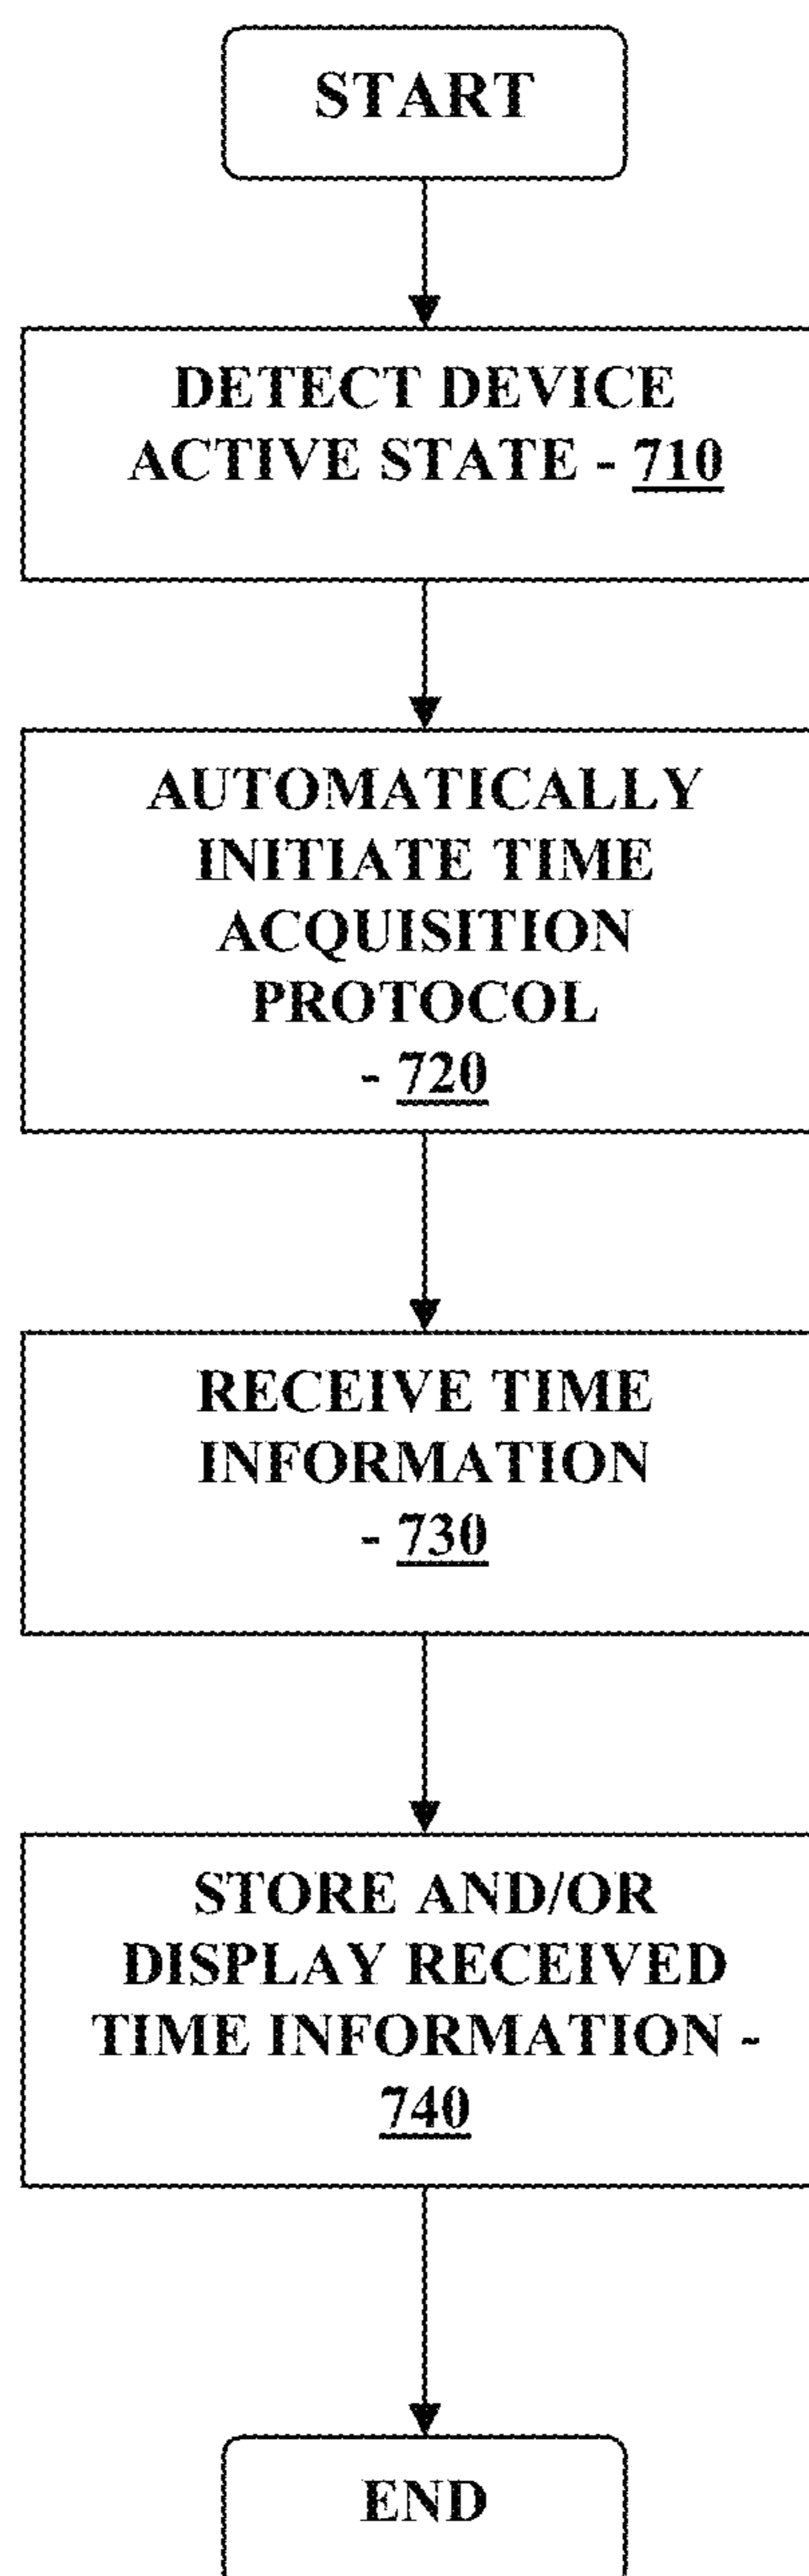 START
DETECT DEVICE
ACTIVE STATE - 710
AUTOMATICALLY
INITIATE TIME
ACQUISITION
PROTOCOL
- 720
RECEIVE TIME
INFORMATION
- 730
STORE AND/OR
DISPLAY RECEIVED
TIME INFORMATION -
740
END